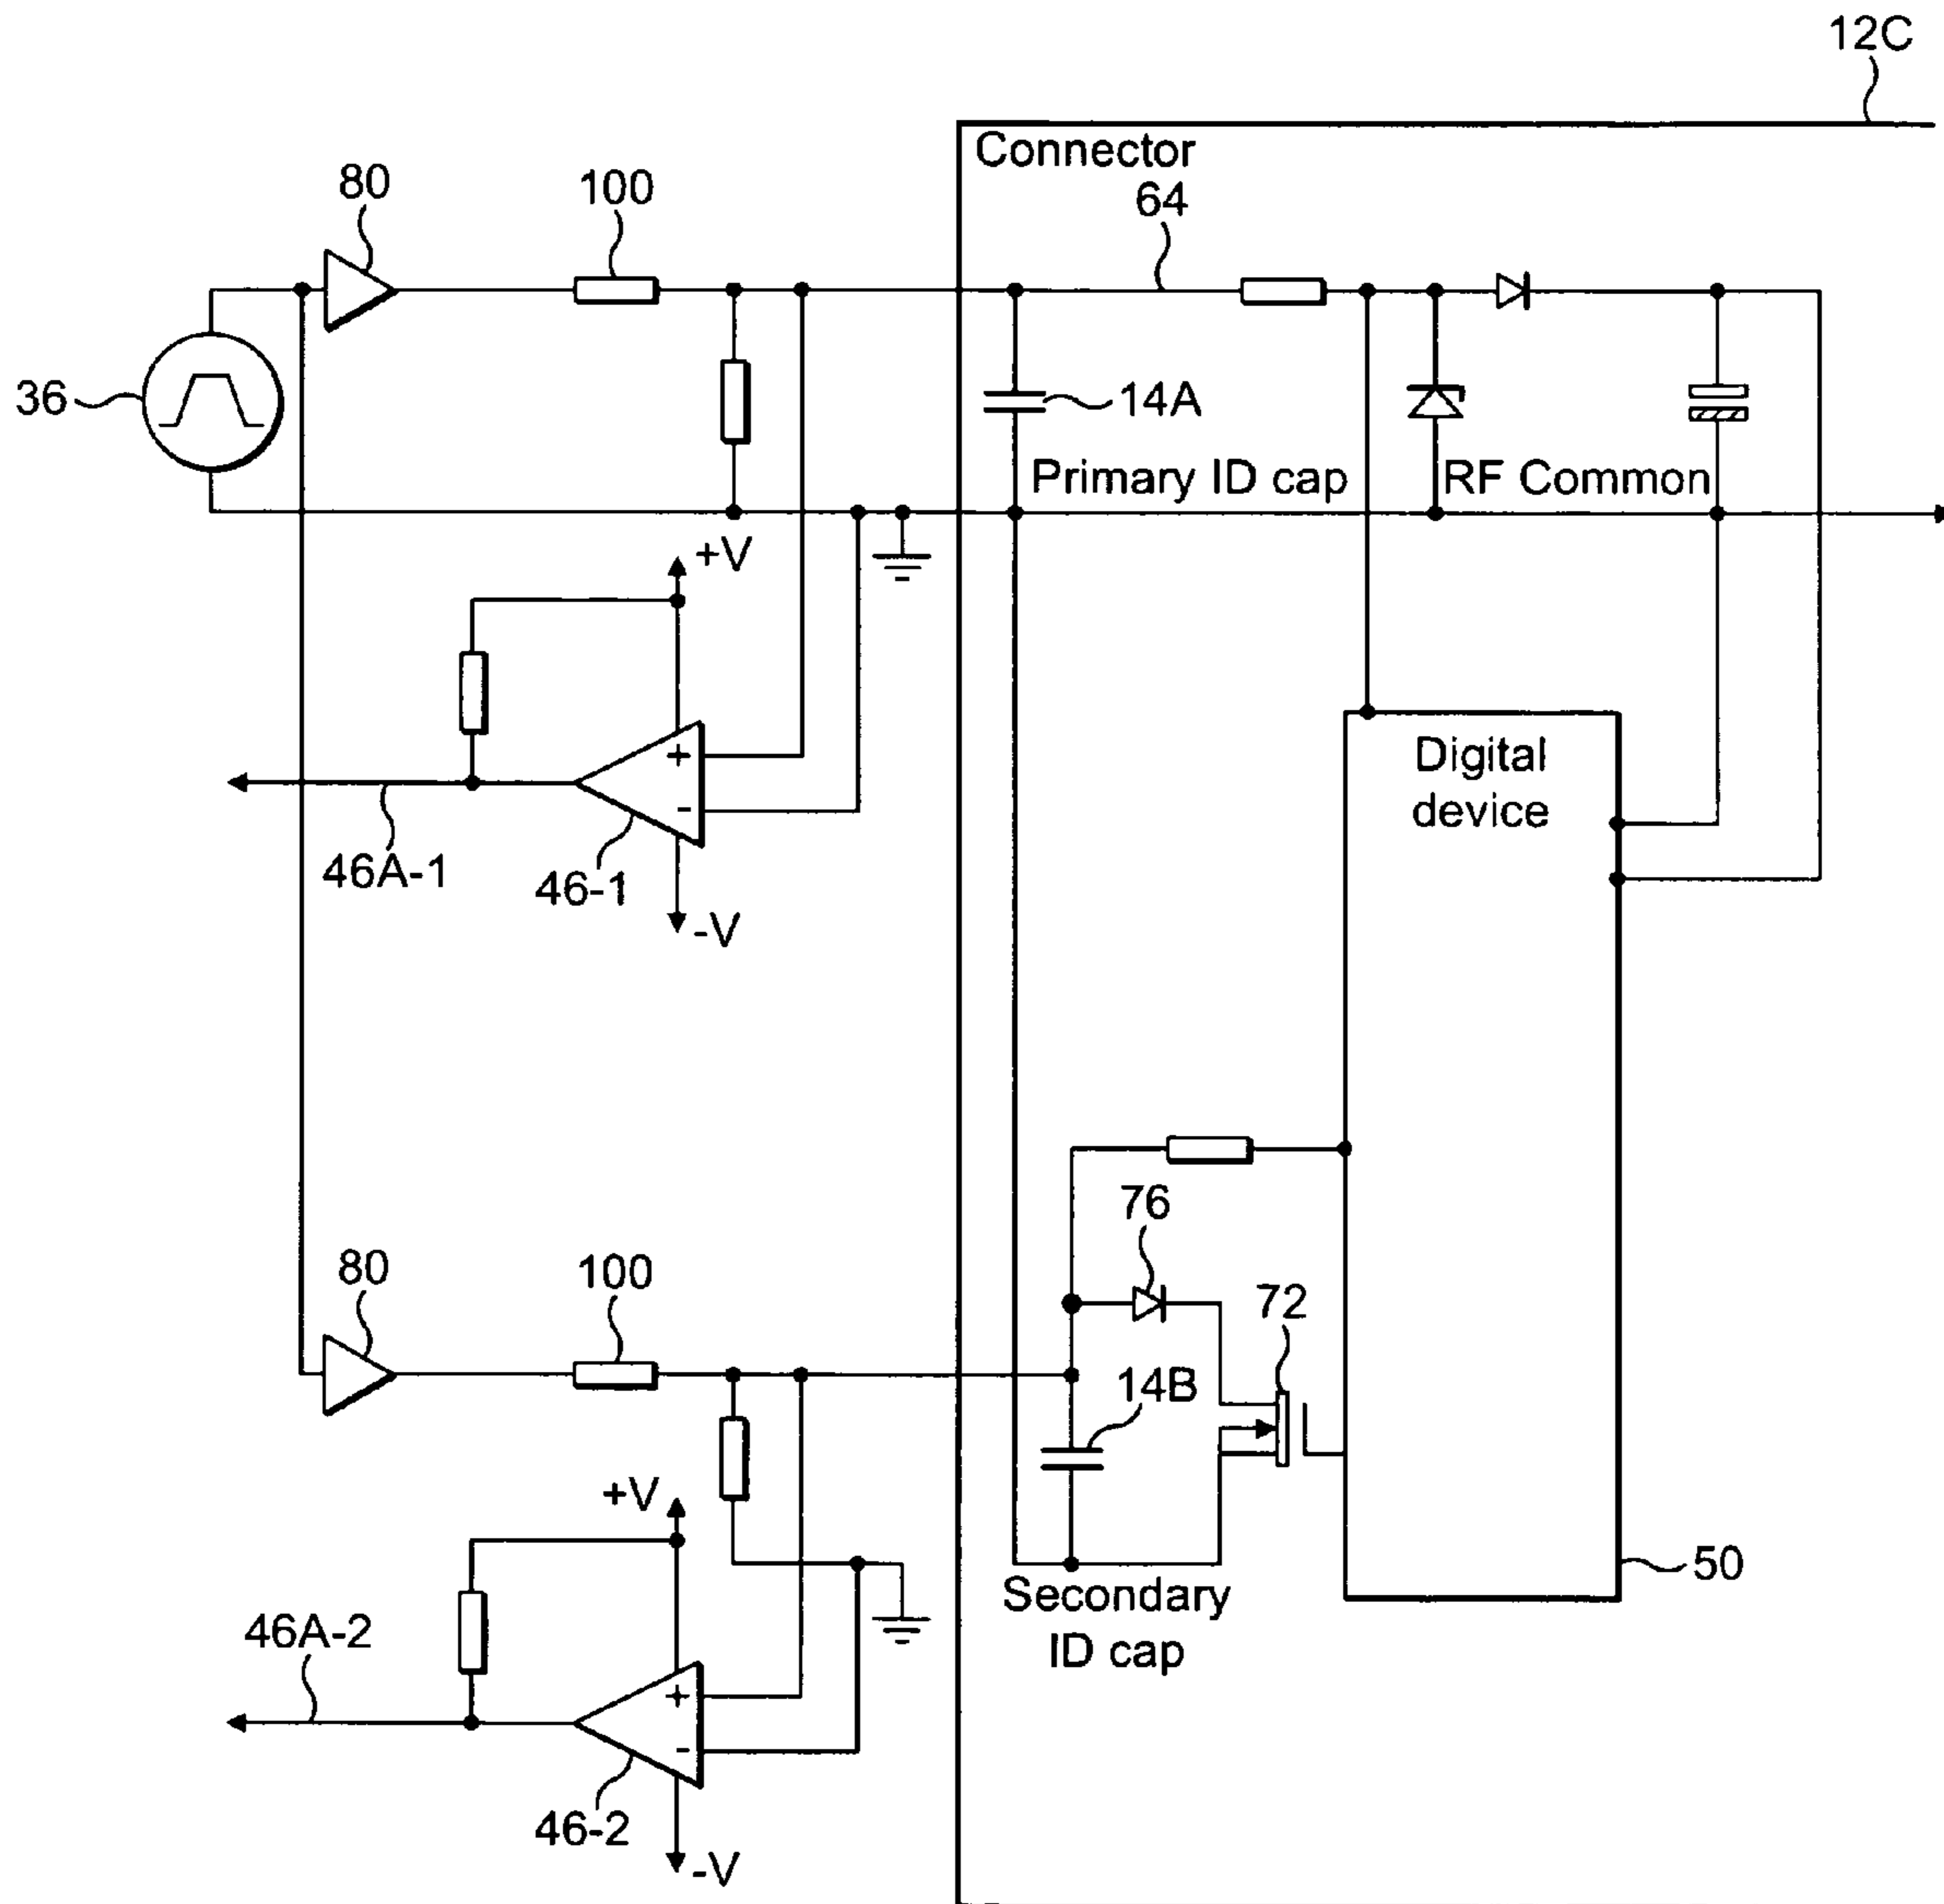 12C
Connector
80
100
64
36
14A
Primary ID cap
RF Common
+V
+
-
Digital
device
46A-1
46-1
-V
76
80
100
72
14B
+V
50
Secondary
ID cap
46A-2
+
-
46-2
-V